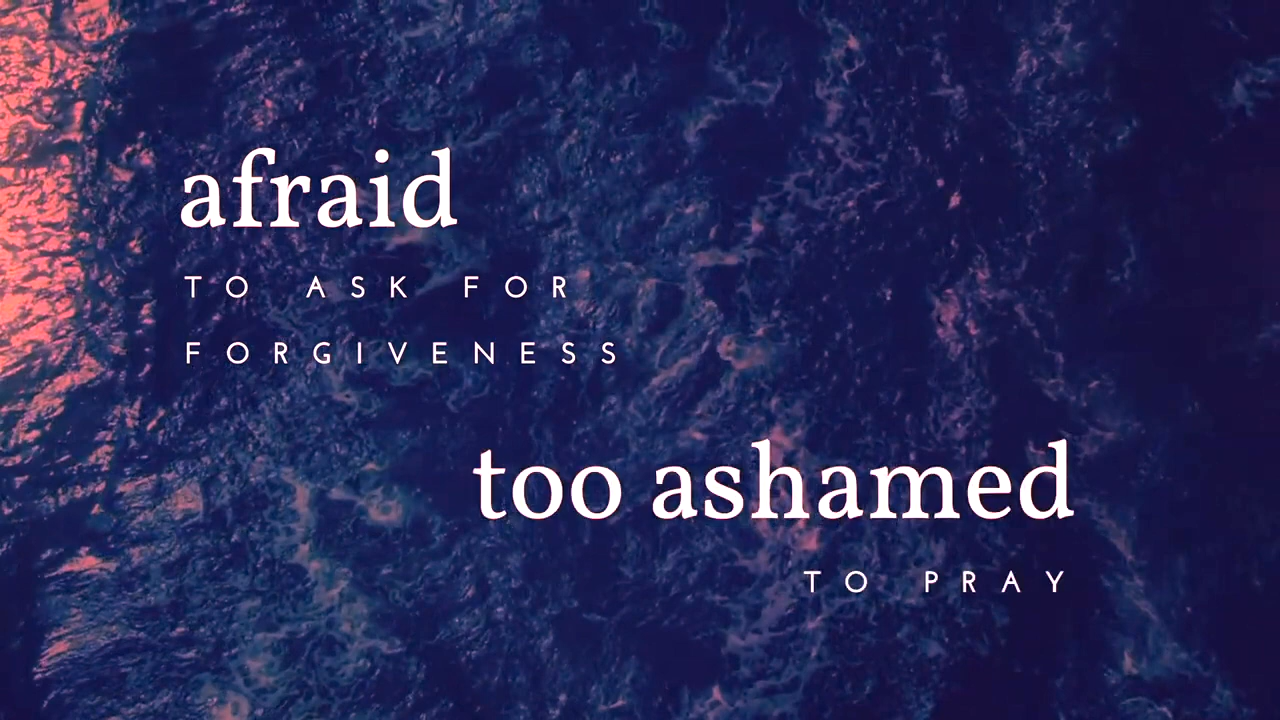 afraid
TO ASK FOR
FORGIVENESS
too ashamed
TO PRAY